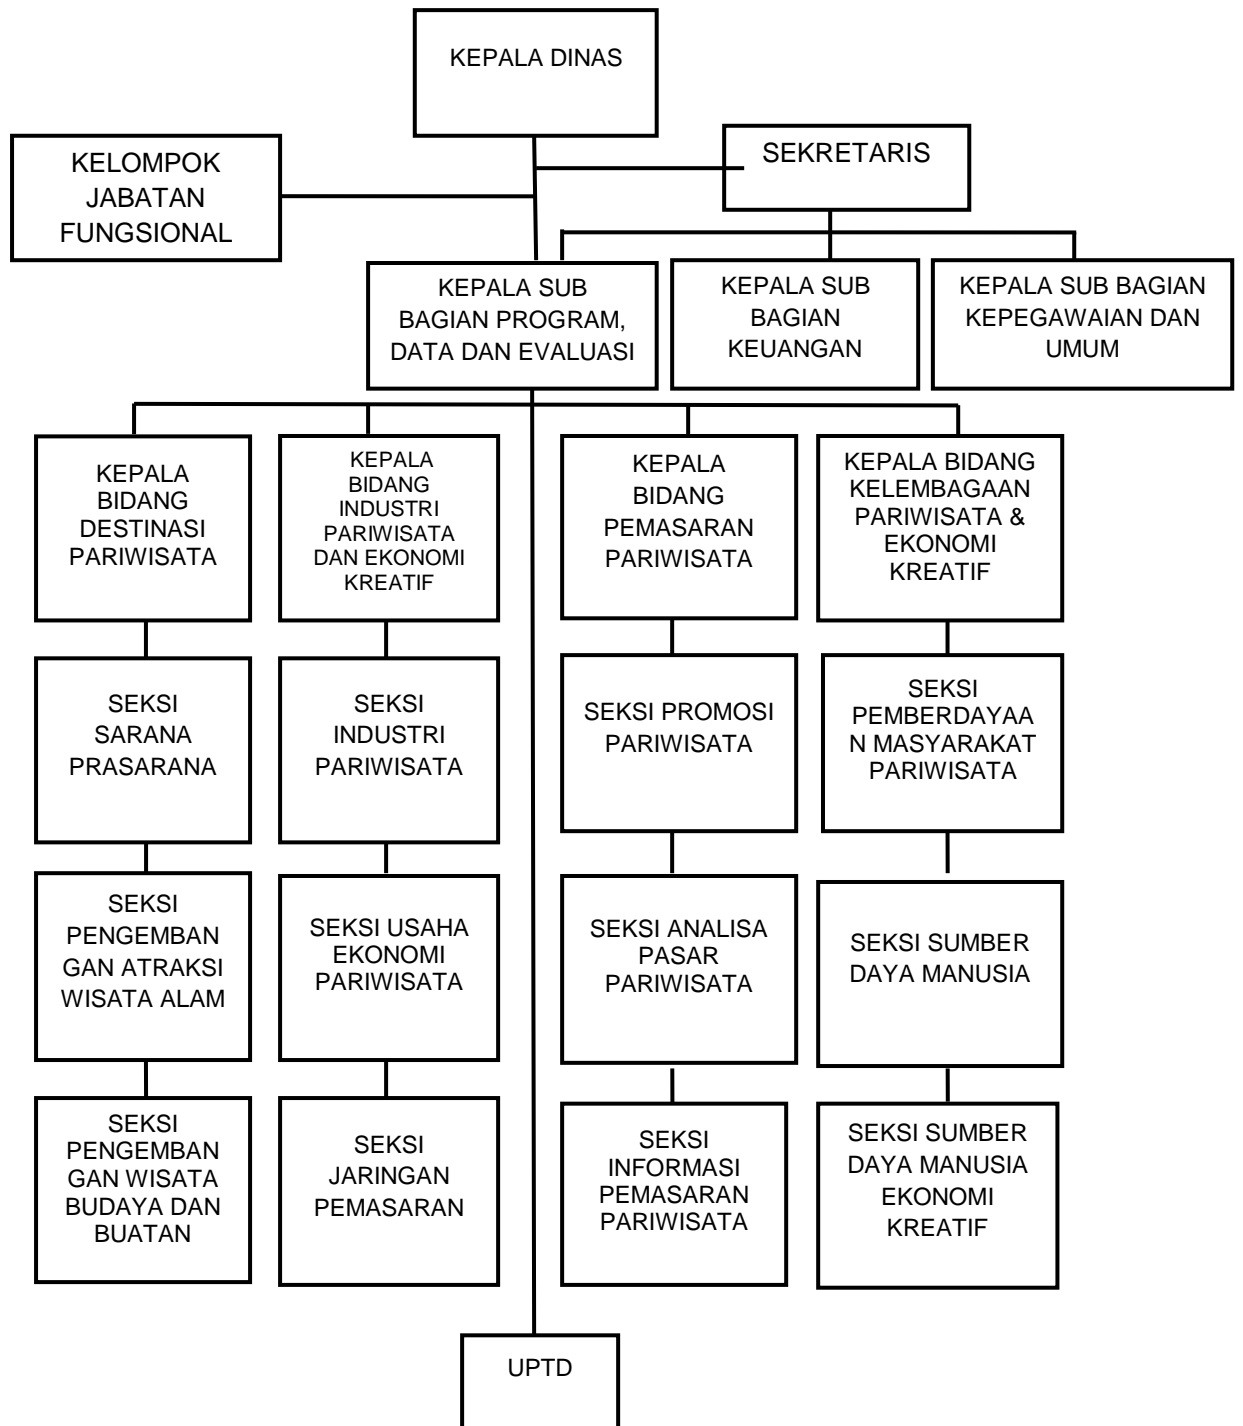 KEPALA DINAS
KELOMPOK
JABATAN
FUNGSIONAL
SEKRETARIS
KEPALA SUB
BAGIAN PROGRAM,
DATA DAN EVALUASI
KEPALA SUB
BAGIAN
KEUANGAN
KEPALA SUB BAGIAN
KEPEGAWAIAN DAN
UMUM
KEPALA
BIDANG
DESTINASI
PARIWISATA
KEPALA
BIDANG
INDUSTRI
PARIWISATA
DAN EKONOMI
KREATIF
KEPALA
BIDANG
PEMASARAN
PARIWISATA
KEPALA BIDANG
KELEMBAGAAN
PARIWISATA &
EKONOMI
KREATIF
SEKSI
SARANA
PRASARANA
SEKSI
INDUSTRI
PARIWISATA
SEKSI PROMOSI
PARIWISATA
SEKSI
PEMBERDAYAA
N MASYARAKAT
PARIWISATA
SEKSI
PENGEMBAN
GAN ATRAKSI
WISATA ALAM
SEKSI USAHA
EKONOMI
PARIWISATA
SEKSI ANALISA
PASAR
PARIWISATA
SEKSI SUMBER
DAYA MANUSIA
SEKSI
PENGEMBAN
GAN WISATA
BUDAYA DAN
BUATAN
SEKSI
JARINGAN
PEMASARAN
SEKSI
INFORMASI
PEMASARAN
PARIWISATA
SEKSI SUMBER
DAYA MANUSIA
EKONOMI
KREATIF
UPTD